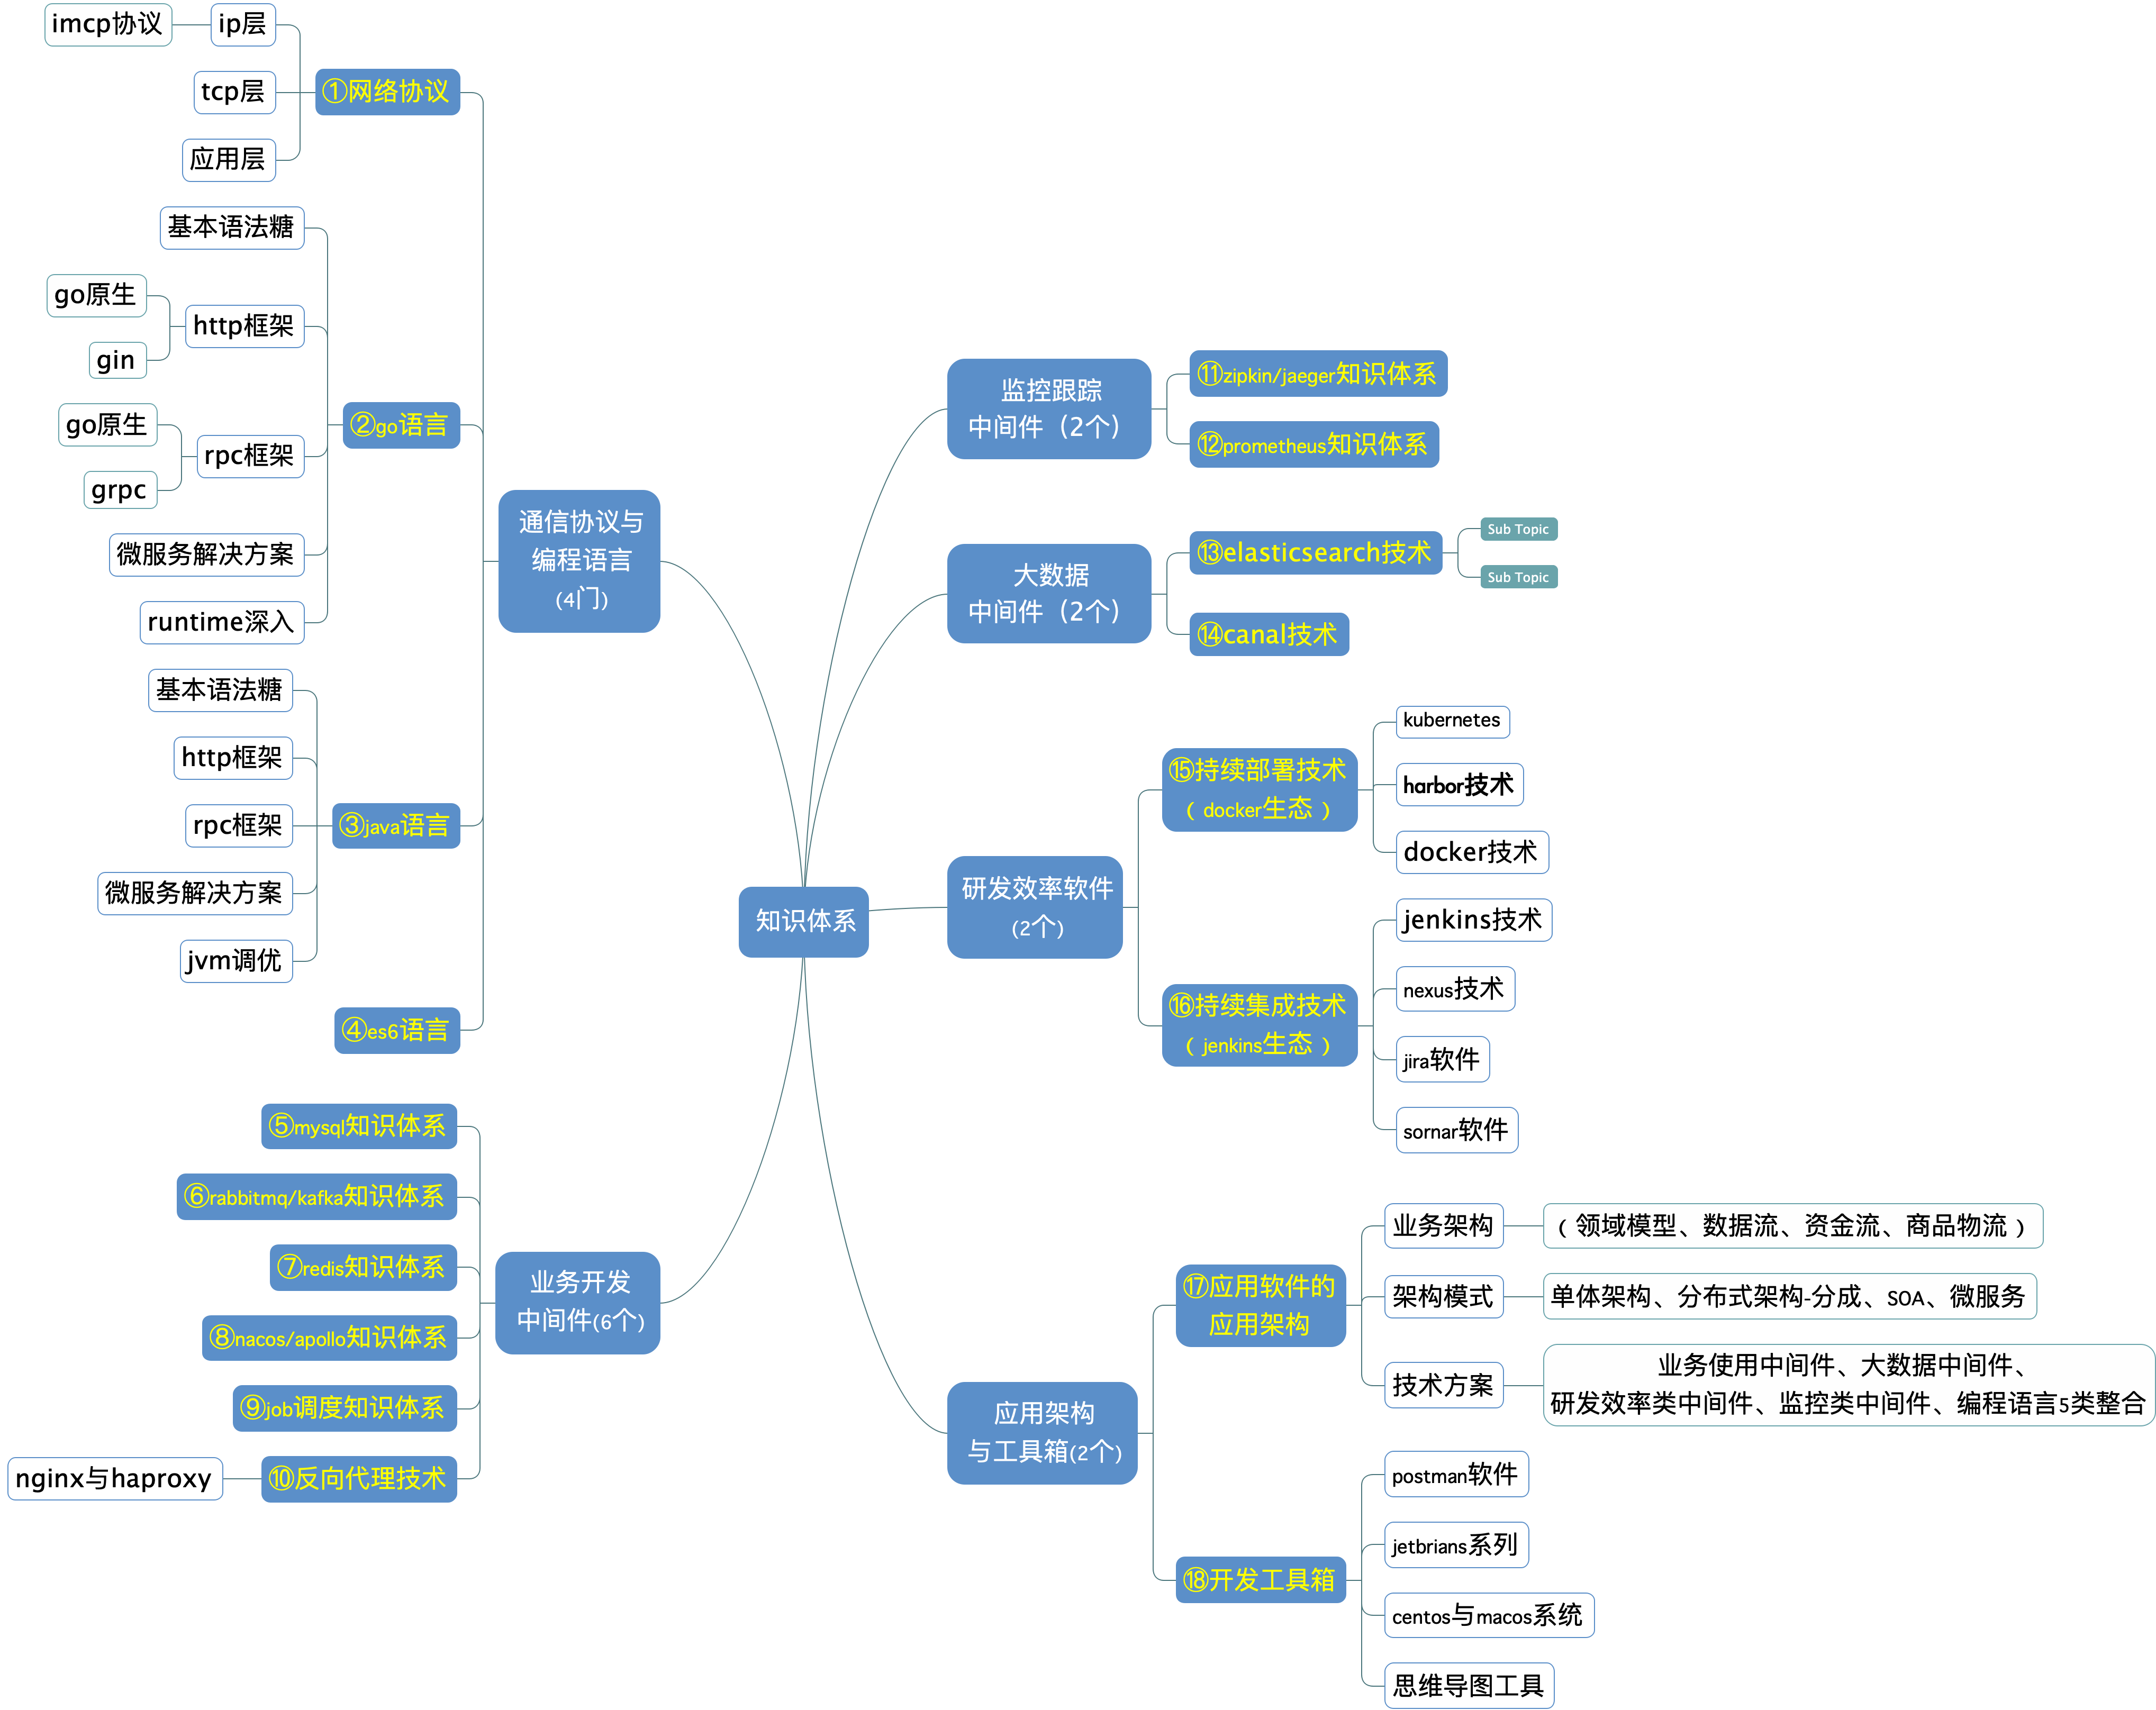 知识体系
通信协议与
编程语言
(4门)
①网络协议
ip层
imcp协议
tcp层
应用层
②go语言
基本语法糖
http框架
go原生
gin
rpc框架
go原生
grpc
微服务解决方案
runtime深入
③java语言
基本语法糖
http框架
rpc框架
微服务解决方案
jvm调优
④es6语言
业务开发
中间件(6个)
⑤mysql知识体系
⑥rabbitmq/kafka知识体系
⑦redis知识体系
⑧nacos/apollo知识体系
⑨job调度知识体系
⑩反向代理技术
nginx与haproxy
监控跟踪
中间件（2个）
⑪zipkin/jaeger知识体系
⑫prometheus知识体系
大数据
中间件（2个）
⑬elasticsearch技术
Sub Topic
Sub Topic
⑭canal技术
研发效率软件
(2个)
⑮持续部署技术
（ docker生态 ）
kubernetes
harbor技术
docker技术
⑯持续集成技术
（ jenkins生态 ）
jenkins技术
nexus技术
jira软件
sornar软件
应用架构
与工具箱(2个)
⑰应用软件的
应用架构
业务架构
（ 领域模型、数据流、资金流、商品物流 ）
架构模式
单体架构、分布式架构-分成、SOA、微服务
技术方案
业务使用中间件、大数据中间件、
研发效率类中间件、监控类中间件、编程语言5类整合
⑱开发工具箱
postman软件
jetbrians系列
centos与macos系统
思维导图工具